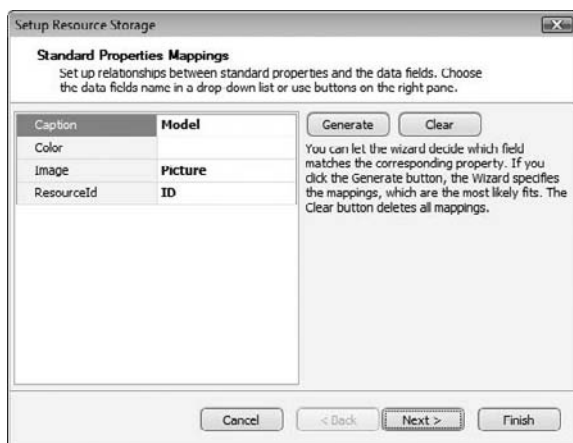 Setup Resource Storage
Standard Properties Mappings
Set up relationships between standard properties and the data fields. Choose
the data fields name in a drop-down list or use buttons on the right pane.
Caption Model
Color
Image Picture
ResourceId ID
Generate Clear
You can let the wizard decide which field
matches the corresponding property. If you
click the Generate button, the Wizard specifies
the mappings, which are the most likely fits. The
Clear button deletes all mappings.
Cancel < Back Next > Finish